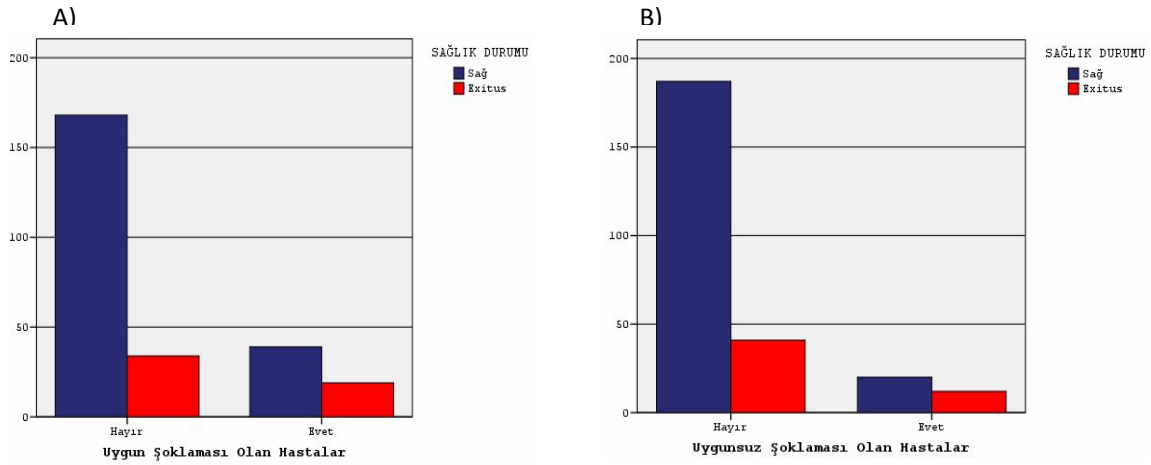 A)
SAĞLIK DURUMU
Sağ
Exitus
200
150
100
50
0
Hayır
Evet
Uygun Şoklaması Olan Hastalar
B)
SAĞLIK DURUMU
Sağ
Exitus
200
150
100
50
0
Hayır
Evet
Uygunsuz Şoklaması Olan Hastalar